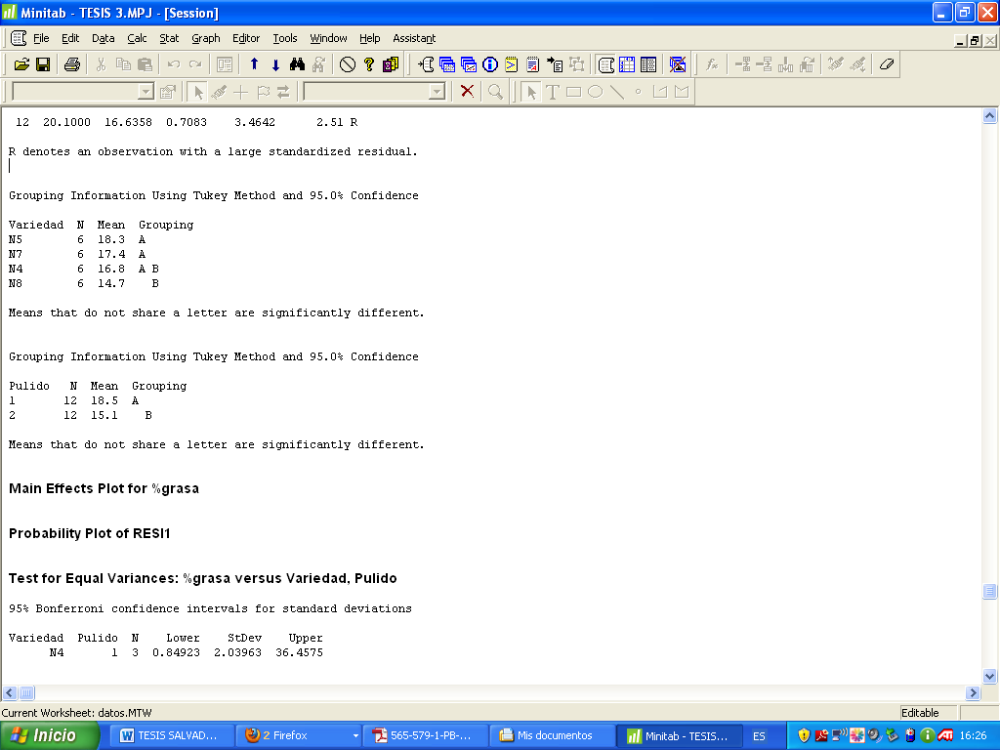 Minitab - TESIS 3.MPJ - [Session]
File Edit Data Calc Stat Graph Editor Tools Window Help Assistant
12 20.1000 16.6358 0.7083 3.4642 2.51 R
R denotes an observation with a large standardized residual.
Grouping Information Using Tukey Method and 95.0% Confidence
Variedad N Mean Grouping
N5 6 18.3 A
N7 6 17.4 A
N4 6 16.8 A B
N8 6 14.7 B
Means that do not share a letter are significantly different.
Grouping Information Using Tukey Method and 95.0% Confidence
Pulido N Mean Grouping
1 12 18.5 A
2 12 15.1 B
Means that do not share a letter are significantly different.
Main Effects Plot for %grasa
Probability Plot of RESI1
Test for Equal Variances: %grasa versus Variedad, Pulido
95% Bonferroni confidence intervals for standard deviations
Variedad Pulido N Lower StDev Upper
N4 1 3 0.84923 2.03963 36.4575
Current Worksheet: datos.MTW Editable
Inicio TESIS SALVAD... 2 Firefox 565-579-1-PB-... Mis documentos Minitab - TESIS... ES 16:26